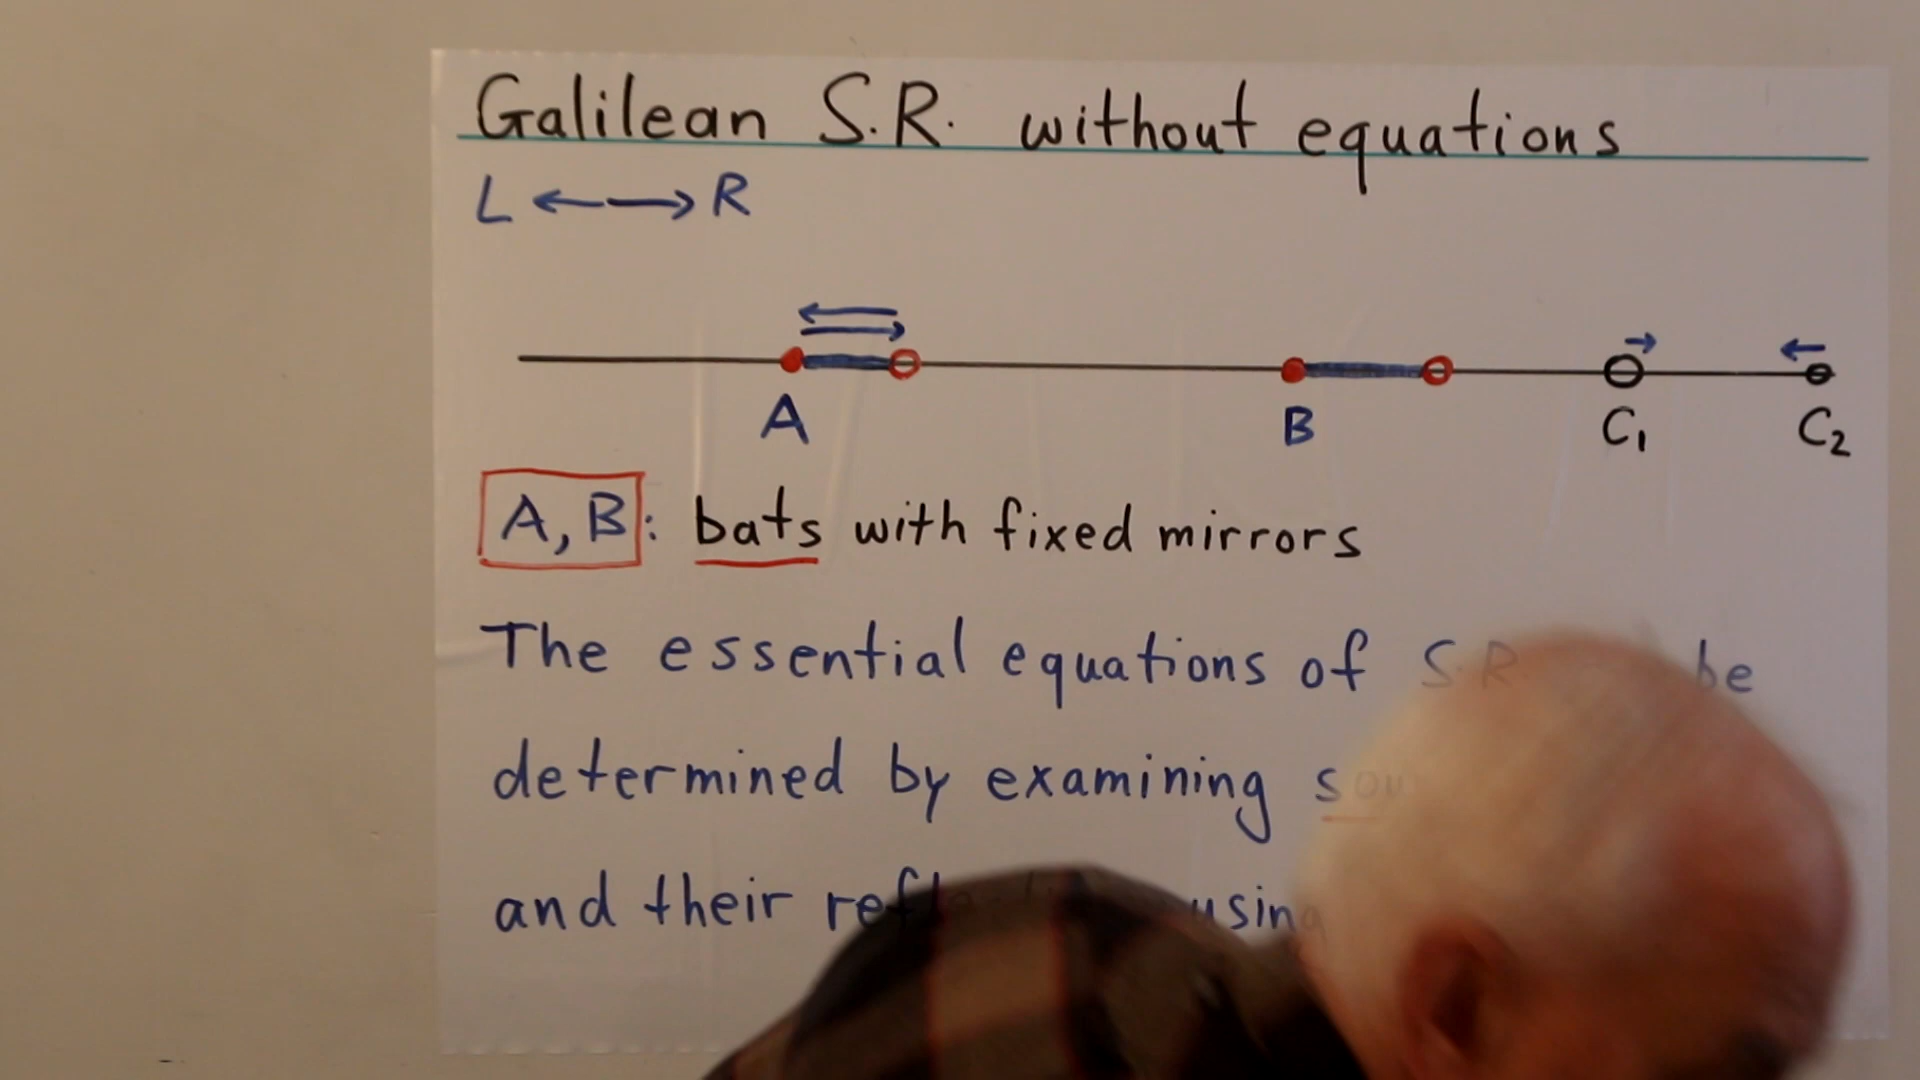 Galilean S.R. without equations
L ←→ R
A B C₁ C₂
A, B: bats with fixed mirrors
The essential equations of S.R. be
determined by examining
and their using